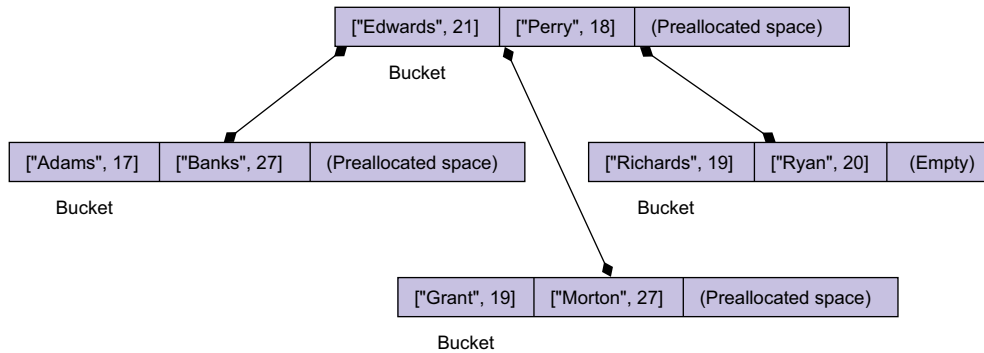 ["Edwards", 21] ["Perry", 18] (Preallocated space)
Bucket
["Adams", 17] ["Banks", 27] (Preallocated space)
Bucket
["Richards", 19] ["Ryan", 20] (Empty)
Bucket
["Grant", 19] ["Morton", 27] (Preallocated space)
Bucket